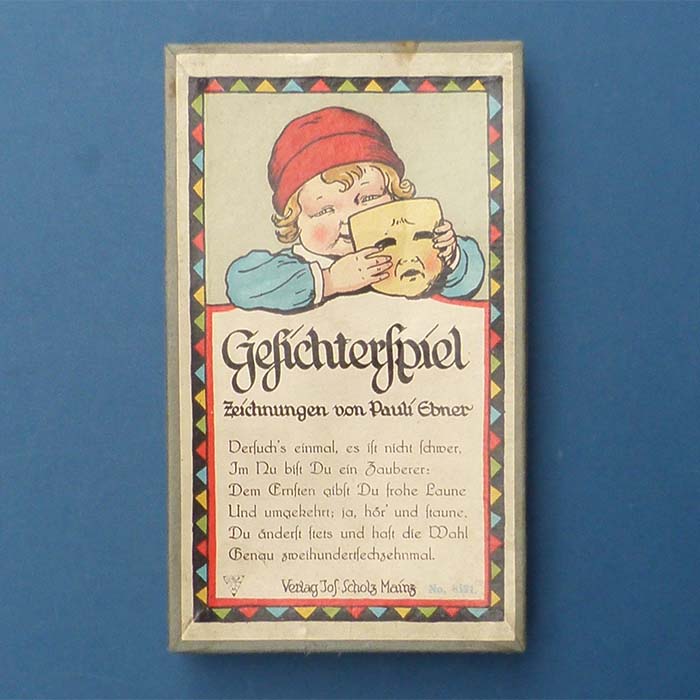 Gesichterspiel
Zeichnungen von Pauli Ebner
Versuch's einmal, es ist nicht schwer,
Im Nu bist Du ein Zauberer:
Dem Ernsten gibst Du frohe Laune
Und umgekehrt; ja, hör' und staune,
Du änderst stets und hast die Wahl
Genau zweihundertsechzehnmal.
Verlag Jos. Scholz Mainz No.